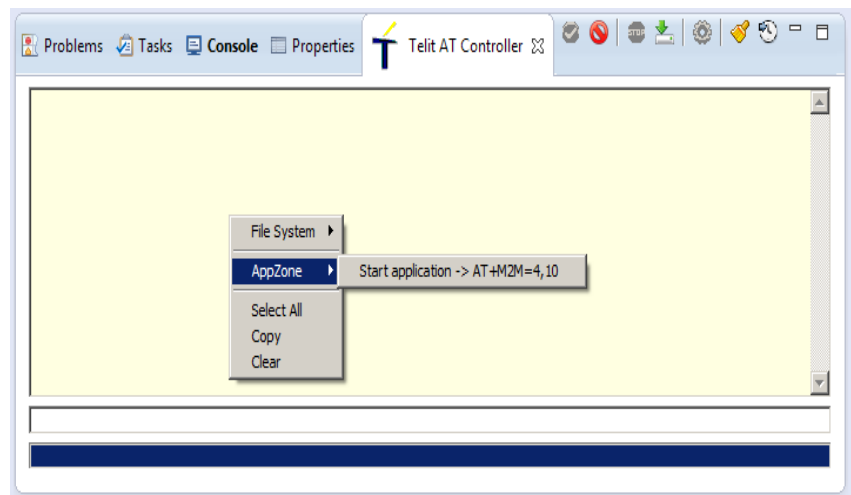 Problems Tasks Console Properties Telit AT Controller STOP
File System
AppZone Start application -> AT+M2M=4,10
Select All
Copy
Clear